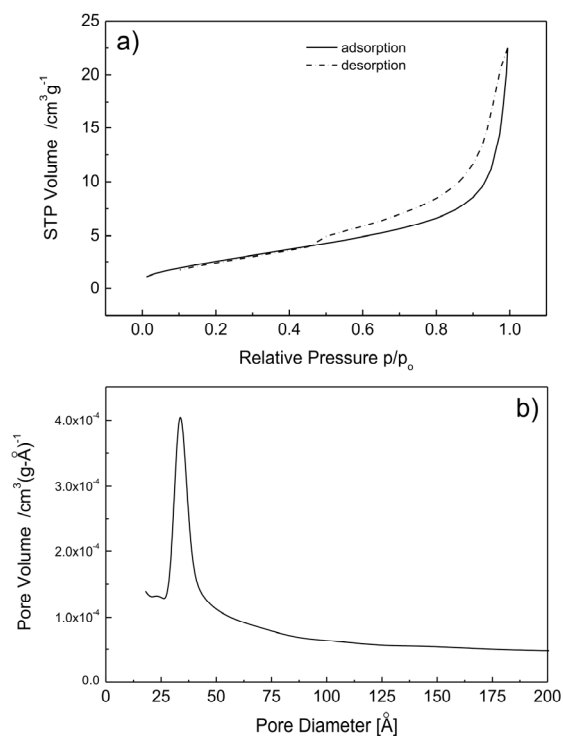 a)
adsorption
desorption
25
20
15
10
5
0
STP Volume /cm³g⁻¹
0.0 0.2 0.4 0.6 0.8 1.0
Relative Pressure p/pₒ
b)
4.0x10⁻⁴
3.0x10⁻⁴
2.0x10⁻⁴
1.0x10⁻⁴
0.0
Pore Volume /cm³(g-Å)⁻¹
0 25 50 75 100 125 150 175 200
Pore Diameter [Å]